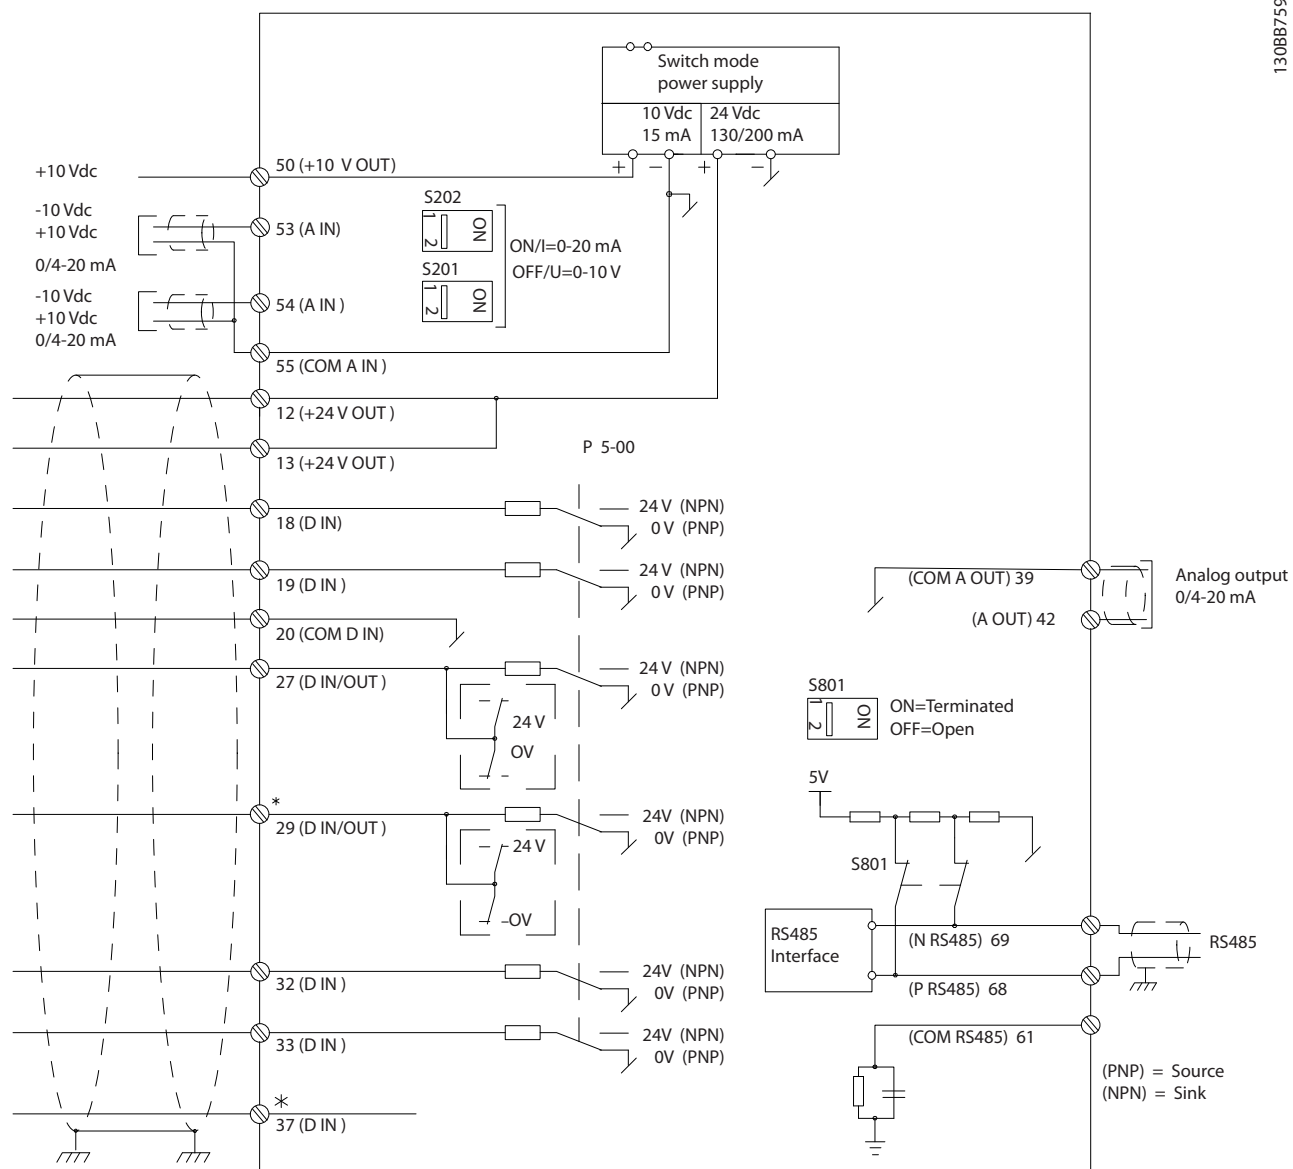 130BB759
Switch mode
power supply
10 Vdc
15 mA
24 Vdc
130/200 mA
+ − + −
+10 Vdc
50 (+10 V OUT)
-10 Vdc
+10 Vdc
0/4-20 mA
53 (A IN)
S202
1 2 ON
ON/I=0-20 mA
OFF/U=0-10 V
S201
1 2 ON
-10 Vdc
+10 Vdc
0/4-20 mA
54 (A IN )
55 (COM A IN )
12 (+24 V OUT )
13 (+24 V OUT )
P 5-00
18 (D IN)
24 V (NPN)
0 V (PNP)
19 (D IN )
24 V (NPN)
0 V (PNP)
20 (COM D IN)
27 (D IN/OUT )
24 V (NPN)
0 V (PNP)
24 V
OV
*
29 (D IN/OUT )
24V (NPN)
0V (PNP)
24 V
OV
32 (D IN )
24V (NPN)
0V (PNP)
33 (D IN )
24V (NPN)
0V (PNP)
*
37 (D IN )
(COM A OUT) 39
(A OUT) 42
Analog output
0/4-20 mA
S801
1 2 ON
ON=Terminated
OFF=Open
5V
S801
RS485
Interface
(N RS485) 69
RS485
(P RS485) 68
(COM RS485) 61
(PNP) = Source
(NPN) = Sink